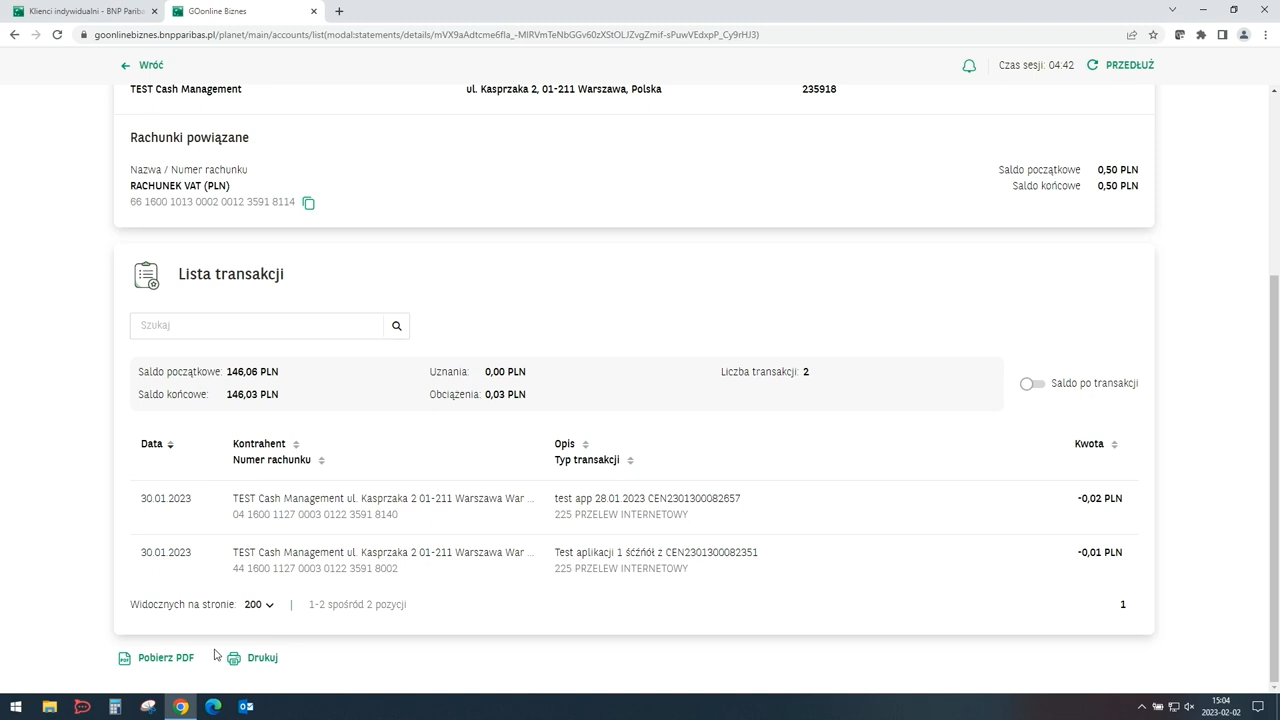 Klienci indywidualni - BNP Pariba
GOonline Biznes
goonlinebiznes.bnpparibas.pl/planet/main/accounts/list(modal:statements/details/mVX9aAdtcme6fla_-MlRVmTeNbGGv60zXStOLJZvgZmif-sPuwVEdxpP_Cy9rHJ3)
Wróć
Czas sesji: 04:42
PRZEDŁUŻ
TEST Cash Management
ul. Kasprzaka 2, 01-211 Warszawa, Polska
235918
Rachunki powiązane
Nazwa / Numer rachunku
Saldo początkowe 0,50 PLN
RACHUNEK VAT (PLN)
Saldo końcowe 0,50 PLN
66 1600 1013 0002 0012 3591 8114
Lista transakcji
Szukaj
Saldo początkowe: 146,06 PLN
Uznania: 0,00 PLN
Liczba transakcji: 2
Saldo po transakcji
Saldo końcowe: 146,03 PLN
Obciążenia: 0,03 PLN
Data
Kontrahent
Opis
Kwota
Numer rachunku
Typ transakcji
30.01.2023
TEST Cash Management ul. Kasprzaka 2 01-211 Warszawa War ...
test app 28.01.2023 CEN2301300082657
-0,02 PLN
04 1600 1127 0003 0122 3591 8140
225 PRZELEW INTERNETOWY
30.01.2023
TEST Cash Management ul. Kasprzaka 2 01-211 Warszawa War ...
Test aplikacji 1 śćźńół z CEN2301300082351
-0,01 PLN
44 1600 1127 0003 0122 3591 8002
225 PRZELEW INTERNETOWY
Widocznych na stronie: 200
1-2 spośród 2 pozycji
1
Pobierz PDF
Drukuj
15:04
2023-02-02